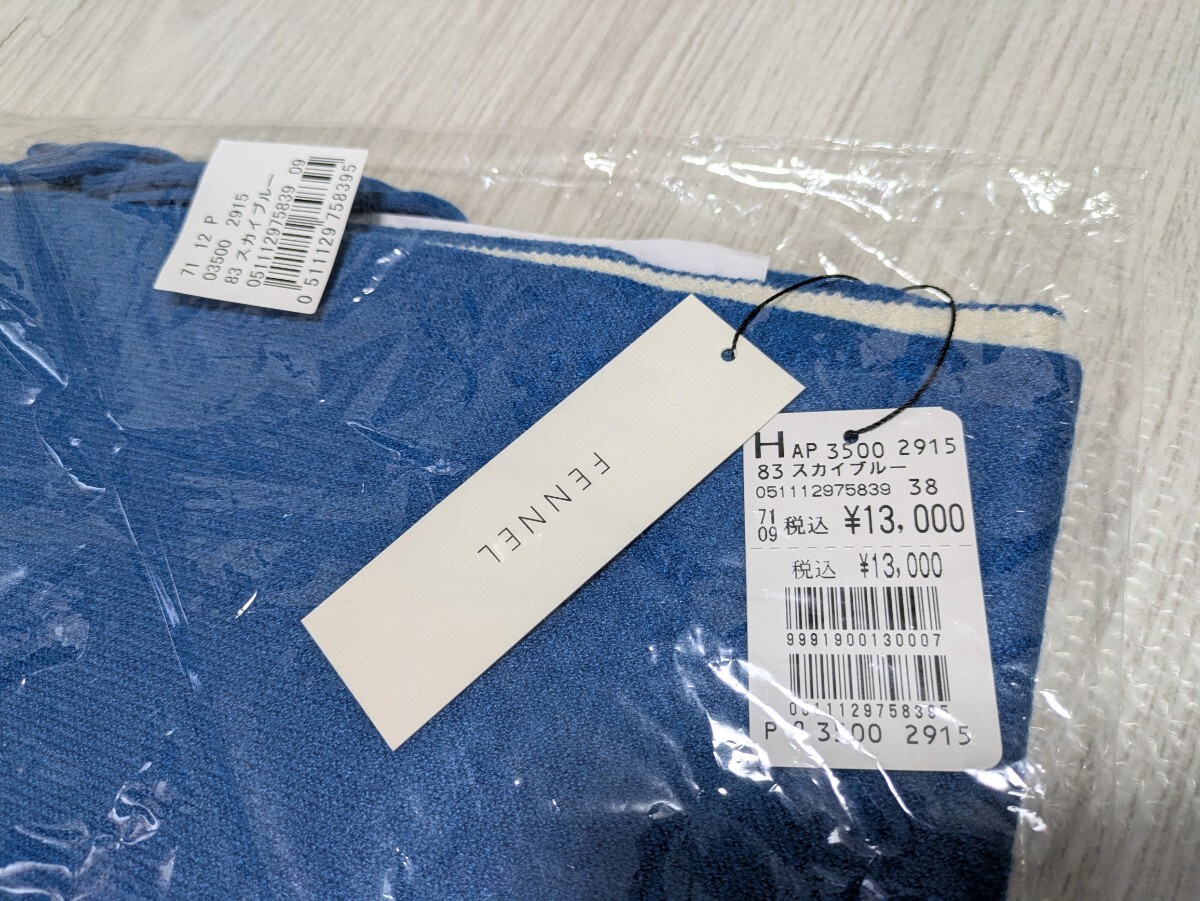 71 12 P
03500 2915
83 スカイブルー
051112975839 09
0 511129 758395
FENNEL
H AP 3500 2915
83 スカイブルー
051112975839 38
71 09 税込 ¥13,000
税込 ¥13,000
9991900130007
0511129758395
3500 2915